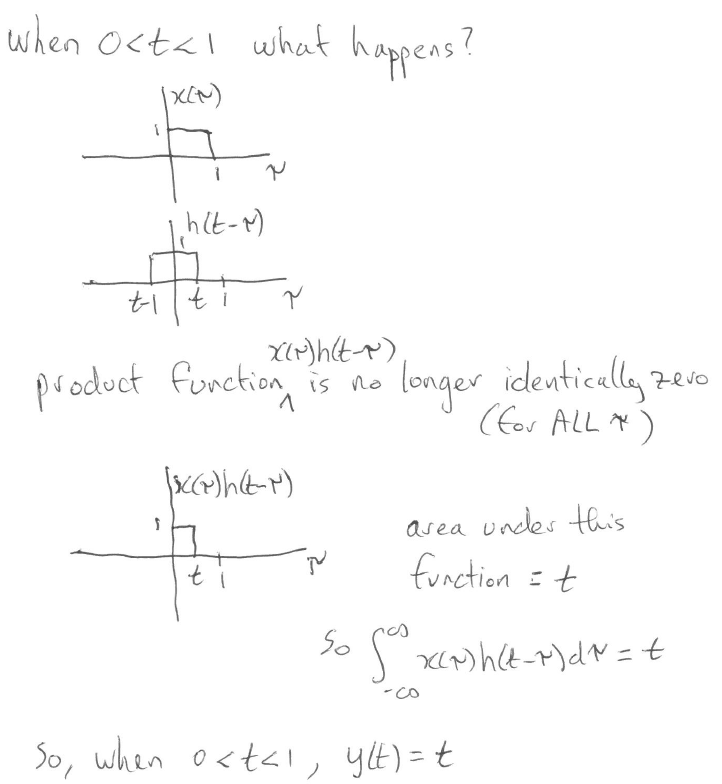 when 0<t<1 what happens?
x(τ)
1
1 τ
h(t-τ)
1
t-1 t 1 τ
x(τ)h(t-τ)
product function ^ is no longer identically zero
(for ALL τ)
x(τ)h(t-τ)
1
t 1 τ
area under this
function = t
So ∫_{-∞}^{∞} x(τ)h(t-τ)dτ = t
So, when 0<t<1, y(t) = t